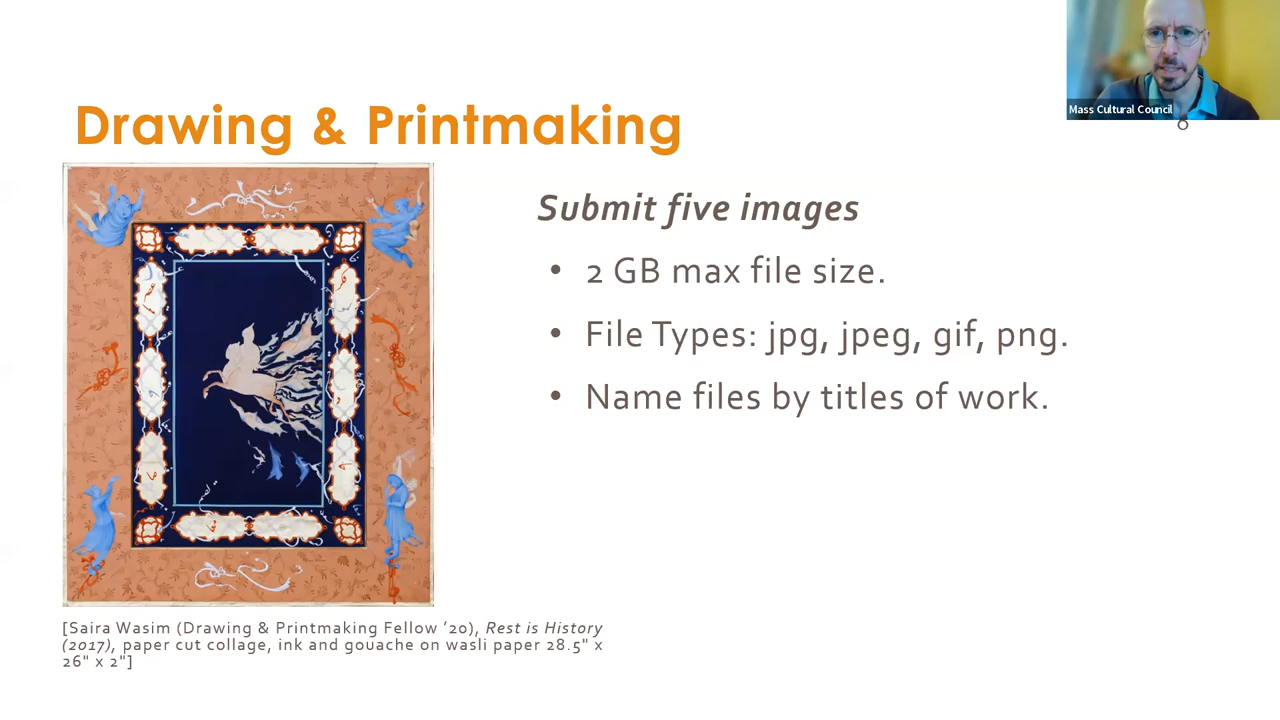 Mass Cultural Council
6
Drawing & Printmaking
Submit five images
• 2 GB max file size.
• File Types: jpg, jpeg, gif, png.
• Name files by titles of work.
[Saira Wasim (Drawing & Printmaking Fellow ’20), Rest is History
(2017), paper cut collage, ink and gouache on wasli paper 28.5" x
26" x 2"]